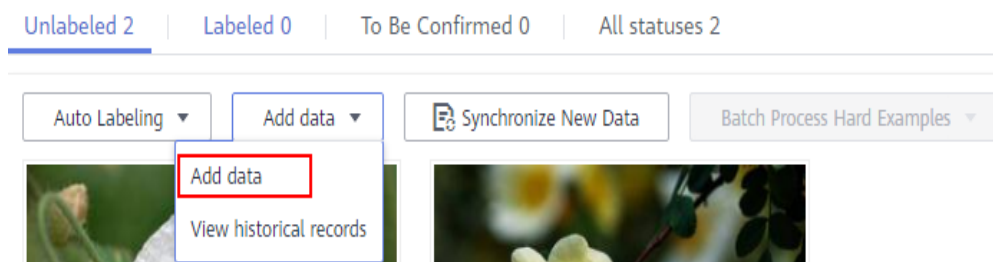 Unlabeled 2 Labeled 0 To Be Confirmed 0 All statuses 2
Auto Labeling Add data Synchronize New Data Batch Process Hard Examples
Add data
View historical records